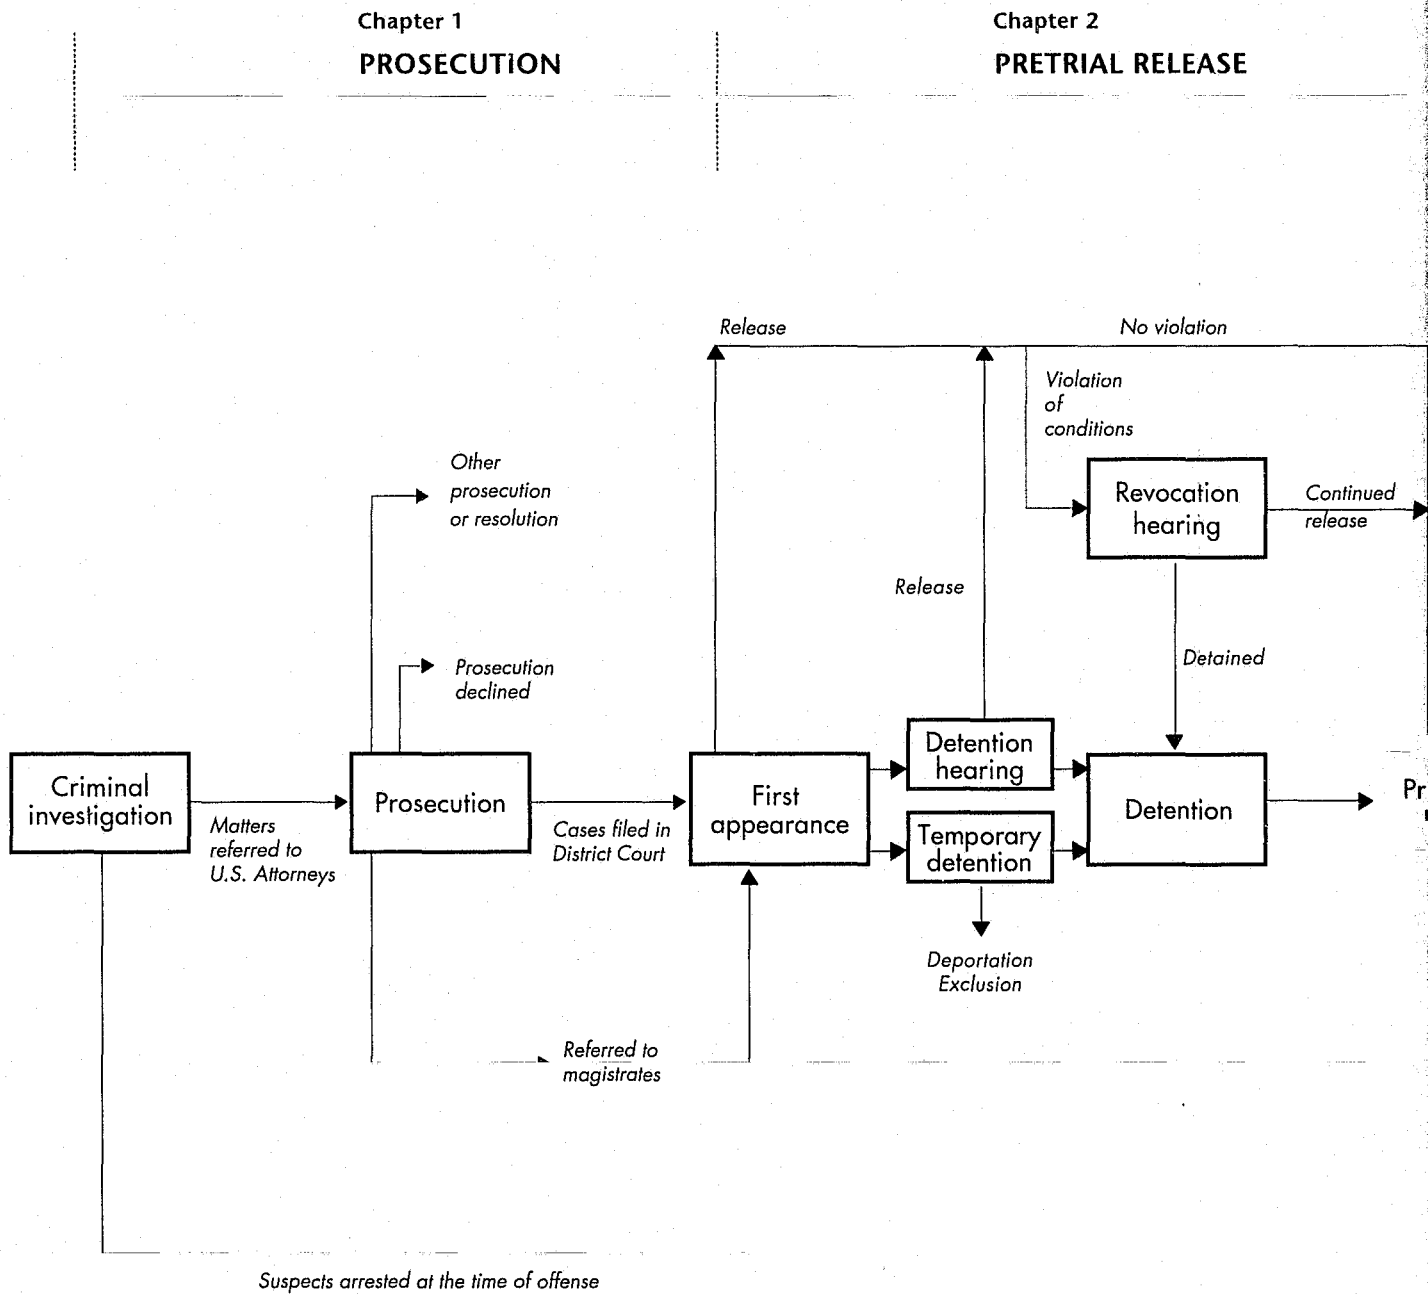 Chapter 1
PROSECUTION
Chapter 2
PRETRIAL RELEASE
Release
No violation
Violation
of
conditions
Other
prosecution
or resolution
Revocation
hearing
Continued
release
Release
Prosecution
declined
Detained
Criminal
investigation
Matters
referred to
U.S. Attorneys
Prosecution
Cases filed in
District Court
First
appearance
Detention
hearing
Temporary
detention
Detention
Pr
Deportation
Exclusion
Referred to
magistrates
Suspects arrested at the time of offense